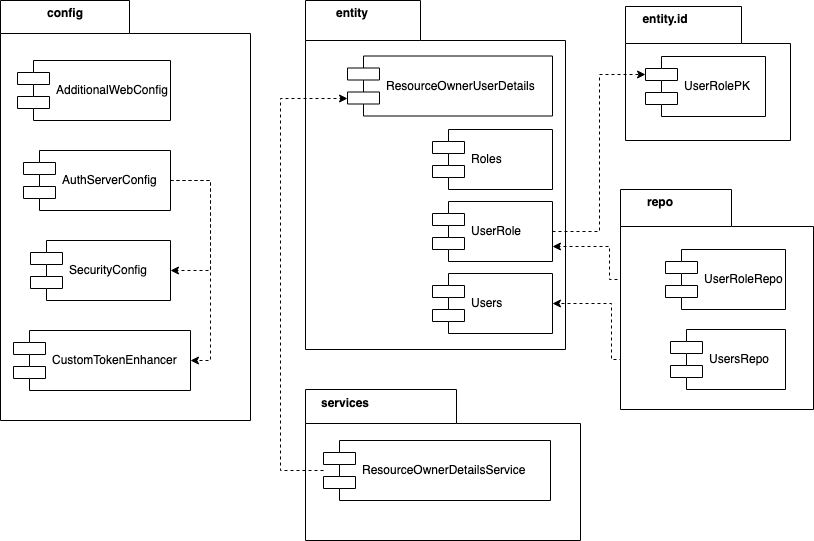 config
AdditionalWebConfig
AuthServerConfig
SecurityConfig
CustomTokenEnhancer
entity
ResourceOwnerUserDetails
Roles
UserRole
Users
entity.id
UserRolePK
repo
UserRoleRepo
UsersRepo
services
ResourceOwnerDetailsService